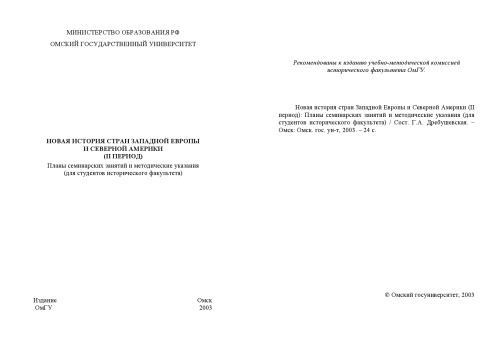 МИНИСТЕРСТВО ОБРАЗОВАНИЯ РФ
ОМСКИЙ ГОСУДАРСТВЕННЫЙ УНИВЕРСИТЕТ
НОВАЯ ИСТОРИЯ СТРАН ЗАПАДНОЙ ЕВРОПЫ
И СЕВЕРНОЙ АМЕРИКИ
(II ПЕРИОД)
Планы семинарских занятий и методические указания
(для студентов исторического факультета)
Издание Омск
ОмГУ 2003
Рекомендованы к изданию учебно-методической комиссией
исторического факультета ОмГУ.
Новая история стран Западной Европы и Северной Америки (II
период): Планы семинарских занятий и методические указания (для
студентов исторического факультета) / Сост. Г.А. Дребушевская. –
Омск: Омск. гос. ун-т, 2003. – 24 с.
© Омский госуниверситет, 2003